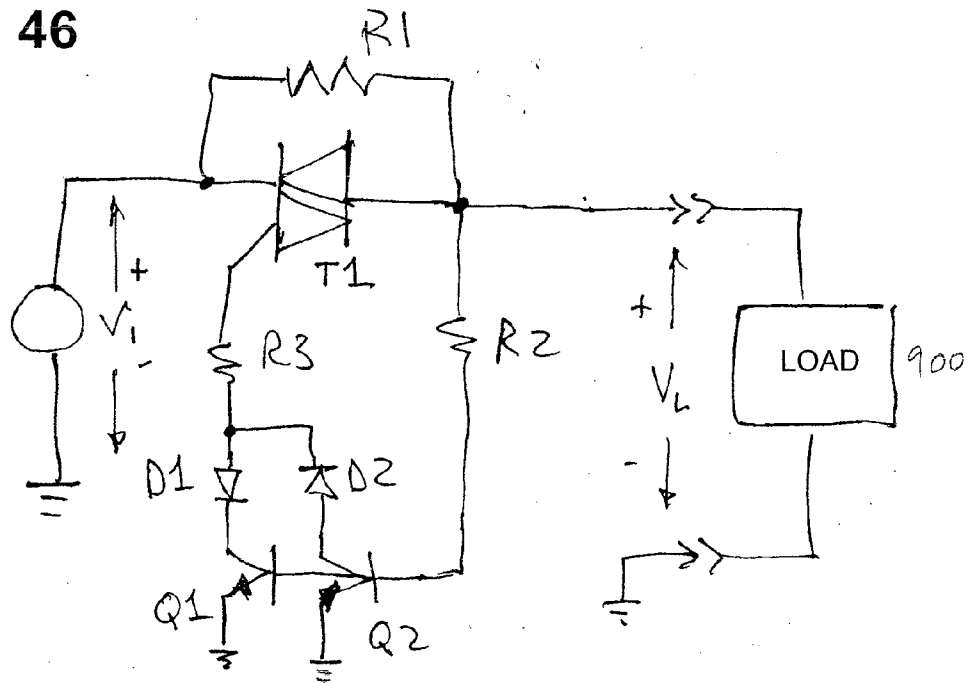 46
R1
T1
+
V1
-
R3
R2
+
VL
-
LOAD
900
D1
D2
Q1
Q2